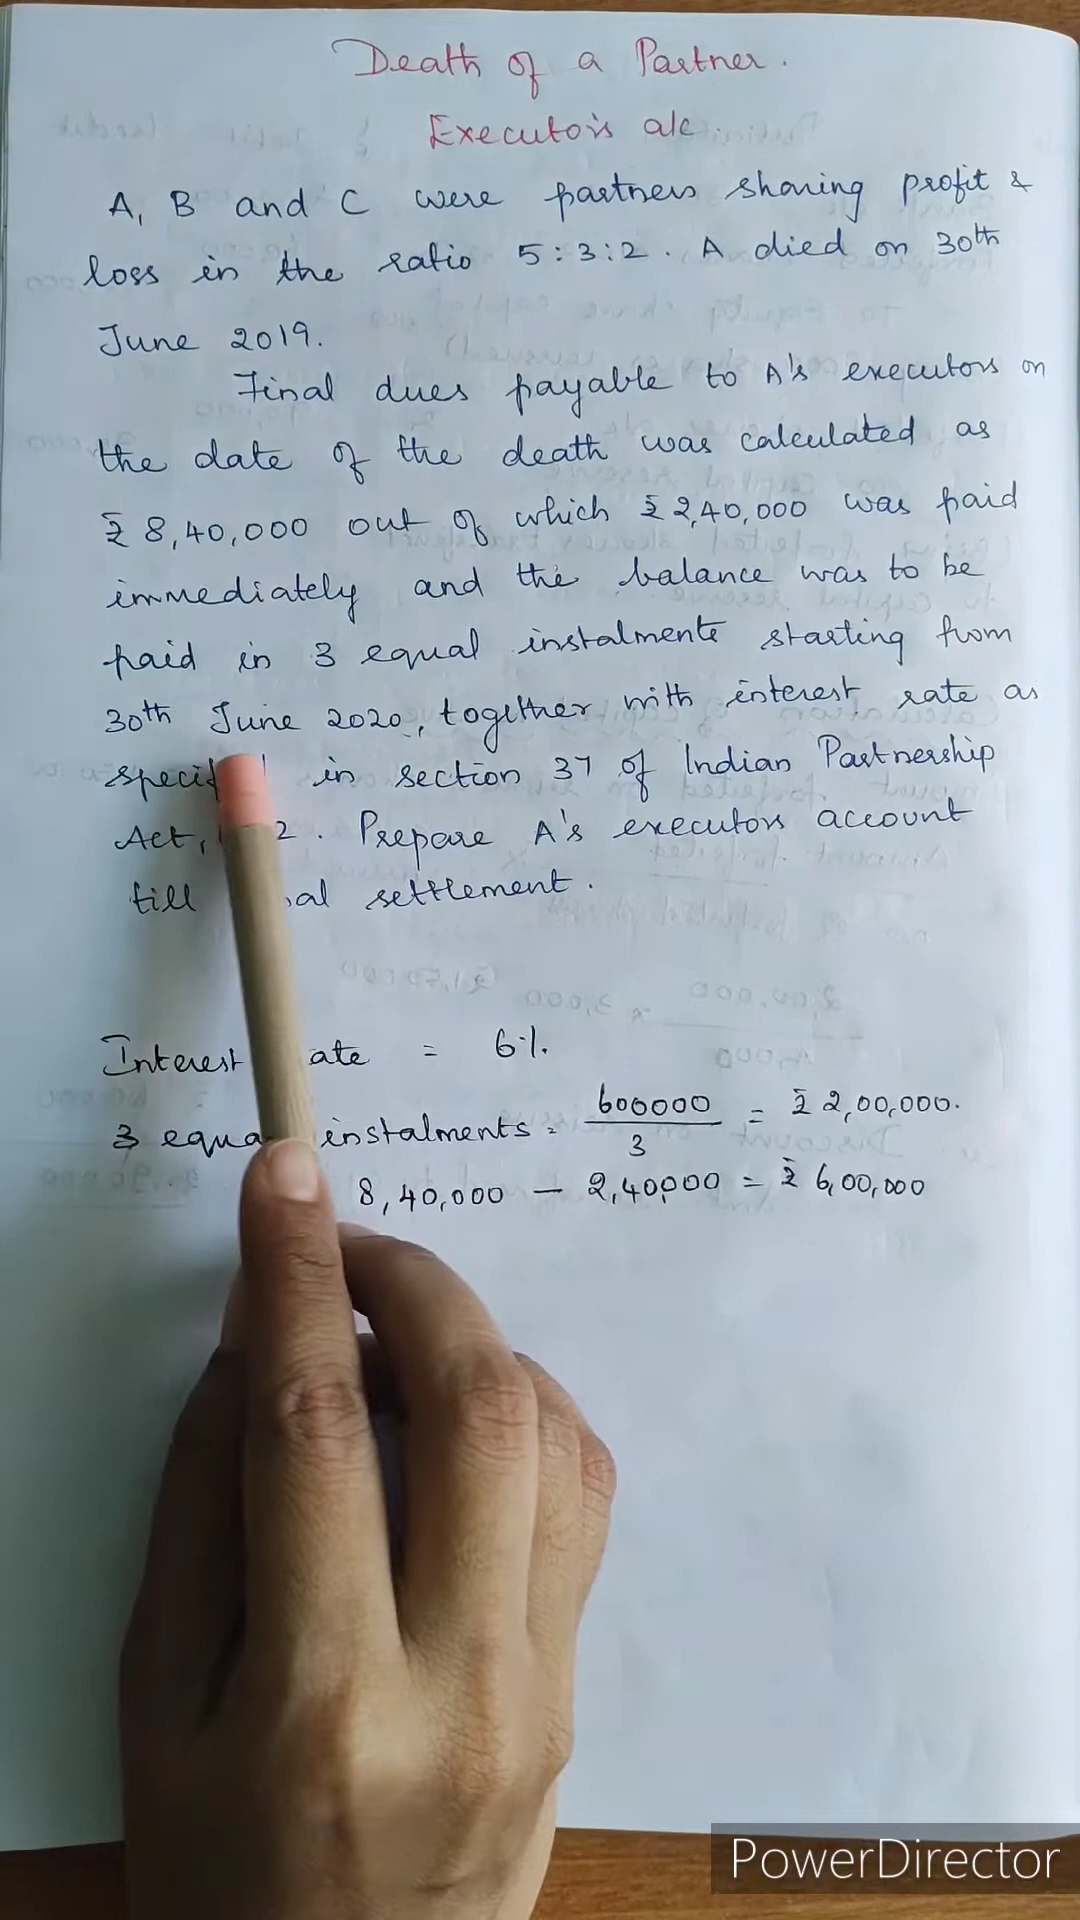 Death of a Partner.
Executors a/c.
A, B and C were partners sharing profit &
loss in the ratio 5:3:2. A died on 30th
June 2019.
Final dues payable to A's executors on
the date of the death was calculated as
₹ 8,40,000 out of which ₹ 2,40,000 was paid
immediately and the balance was to be
paid in 3 equal instalments starting from
30th June 2020, together with interest rate as
in section 37 of Indian Partnership
Act, Prepare A's executors account
till settlement.
Interest = 6%.
3 instalments = 600000 / 3 = ₹ 2,00,000.
8,40,000 - 2,40,000 = ₹ 6,00,000
PowerDirector